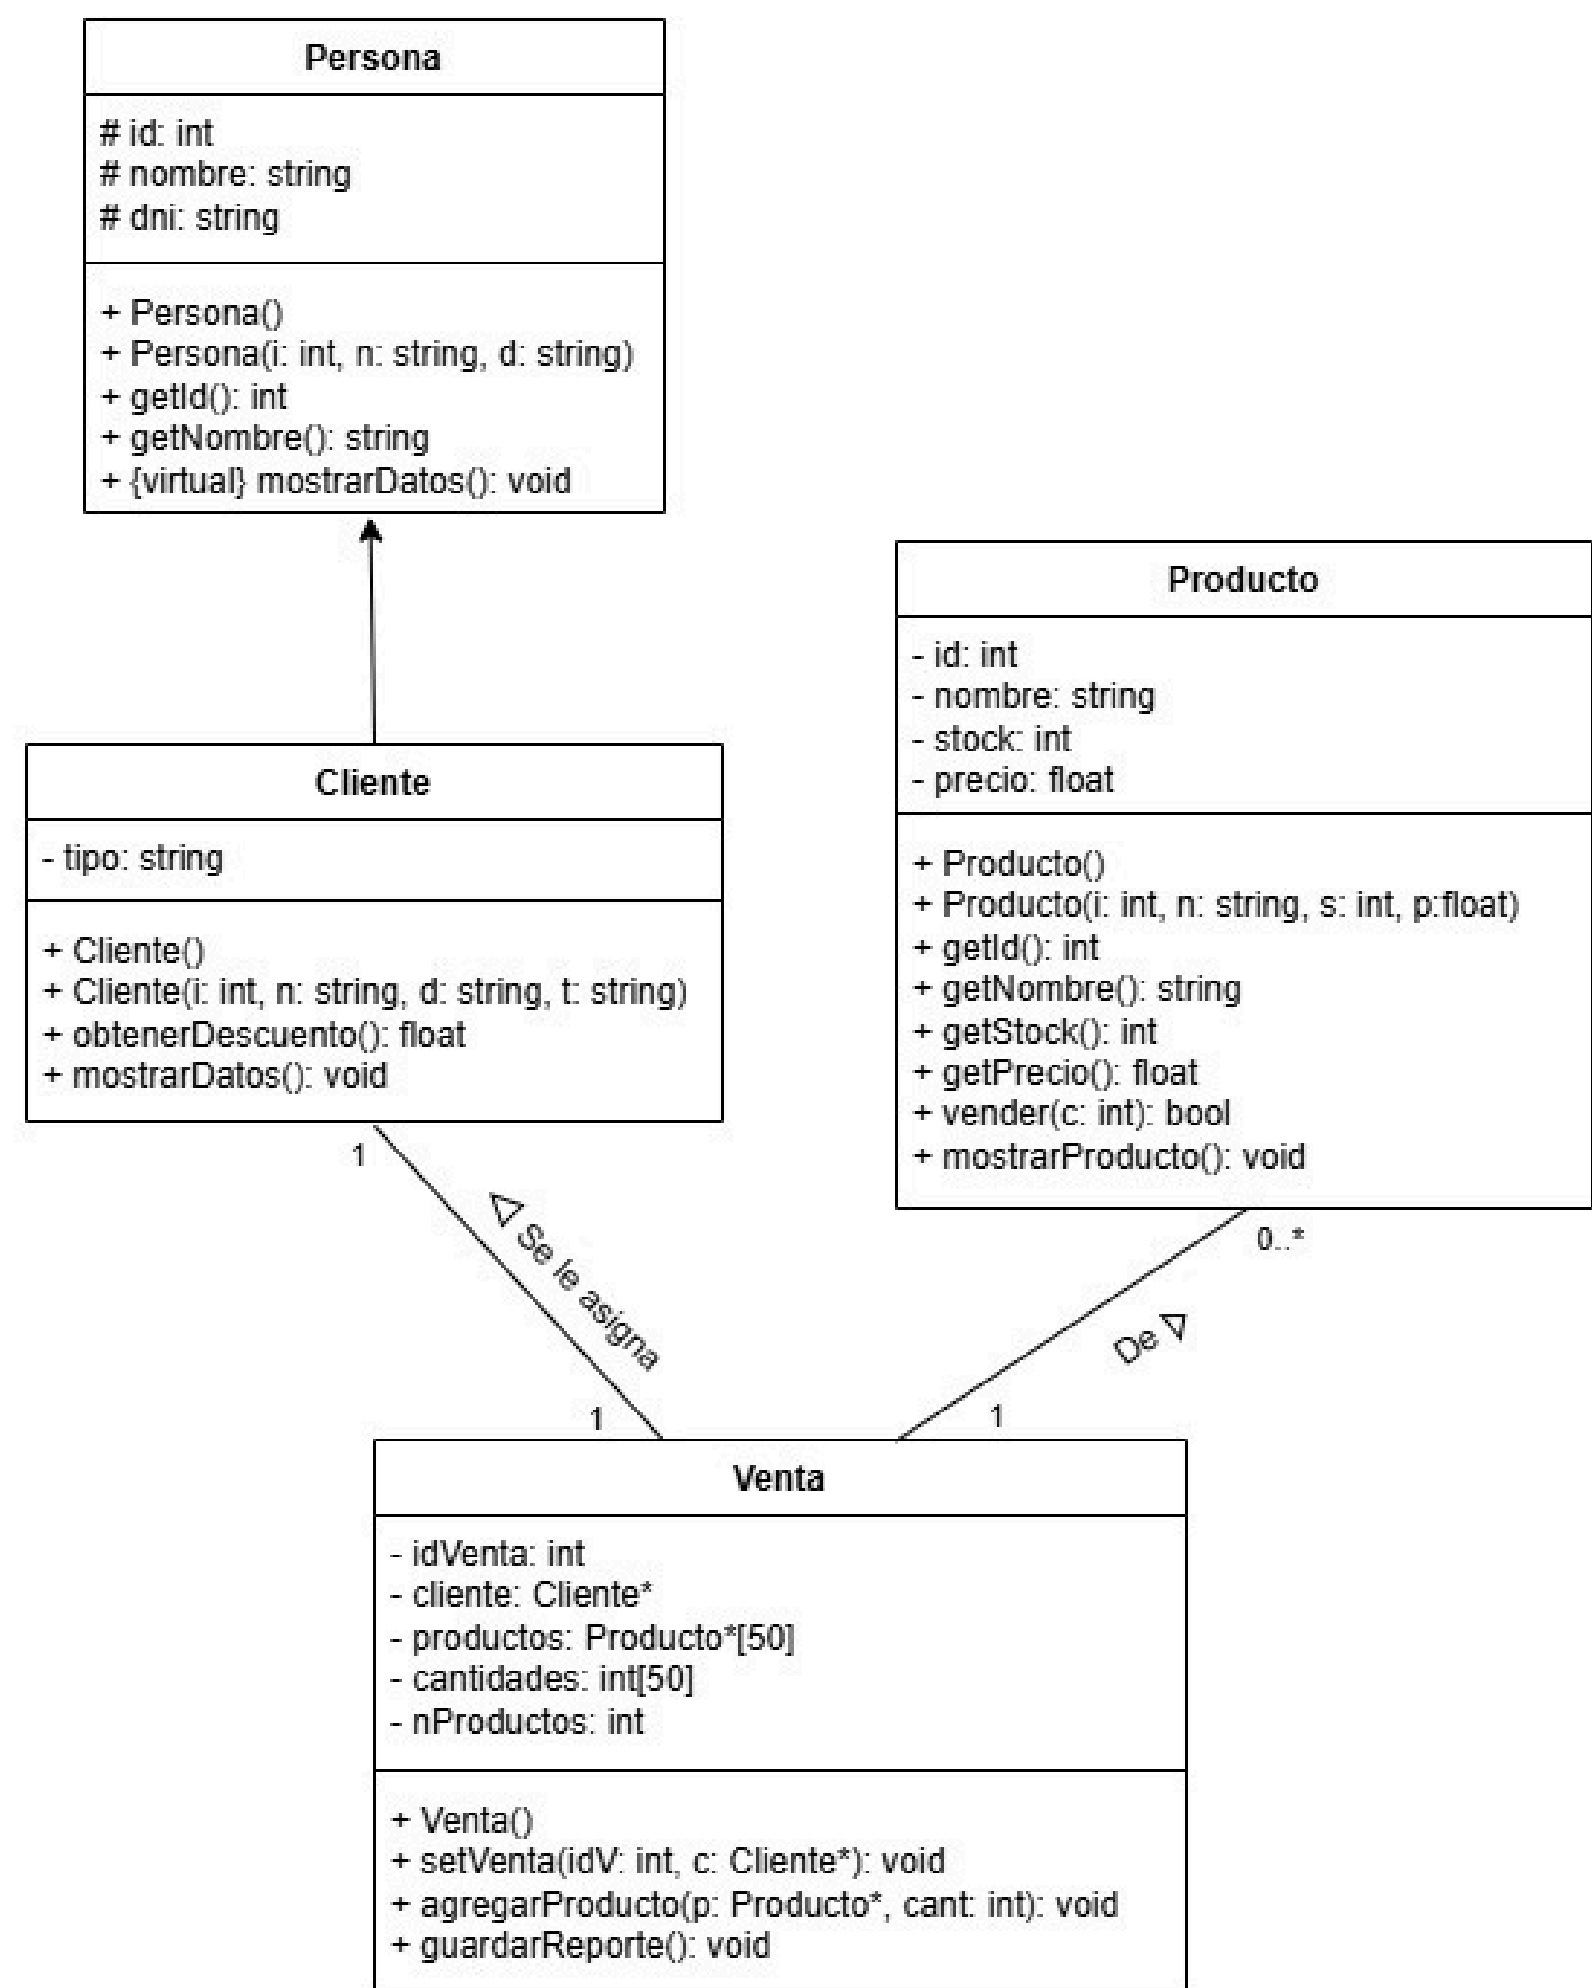 Persona
# id: int
# nombre: string
# dni: string
+ Persona()
+ Persona(i: int, n: string, d: string)
+ getId(): int
+ getNombre(): string
+ {virtual} mostrarDatos(): void
Producto
- id: int
- nombre: string
- stock: int
- precio: float
+ Producto()
+ Producto(i: int, n: string, s: int, p:float)
+ getId(): int
+ getNombre(): string
+ getStock(): int
+ getPrecio(): float
+ vender(c: int): bool
+ mostrarProducto(): void
Cliente
- tipo: string
+ Cliente()
+ Cliente(i: int, n: string, d: string, t: string)
+ obtenerDescuento(): float
+ mostrarDatos(): void
1
Se le asigna
1
0..*
De
1
Venta
- idVenta: int
- cliente: Cliente*
- productos: Producto*[50]
- cantidades: int[50]
- nProductos: int
+ Venta()
+ setVenta(idV: int, c: Cliente*): void
+ agregarProducto(p: Producto*, cant: int): void
+ guardarReporte(): void